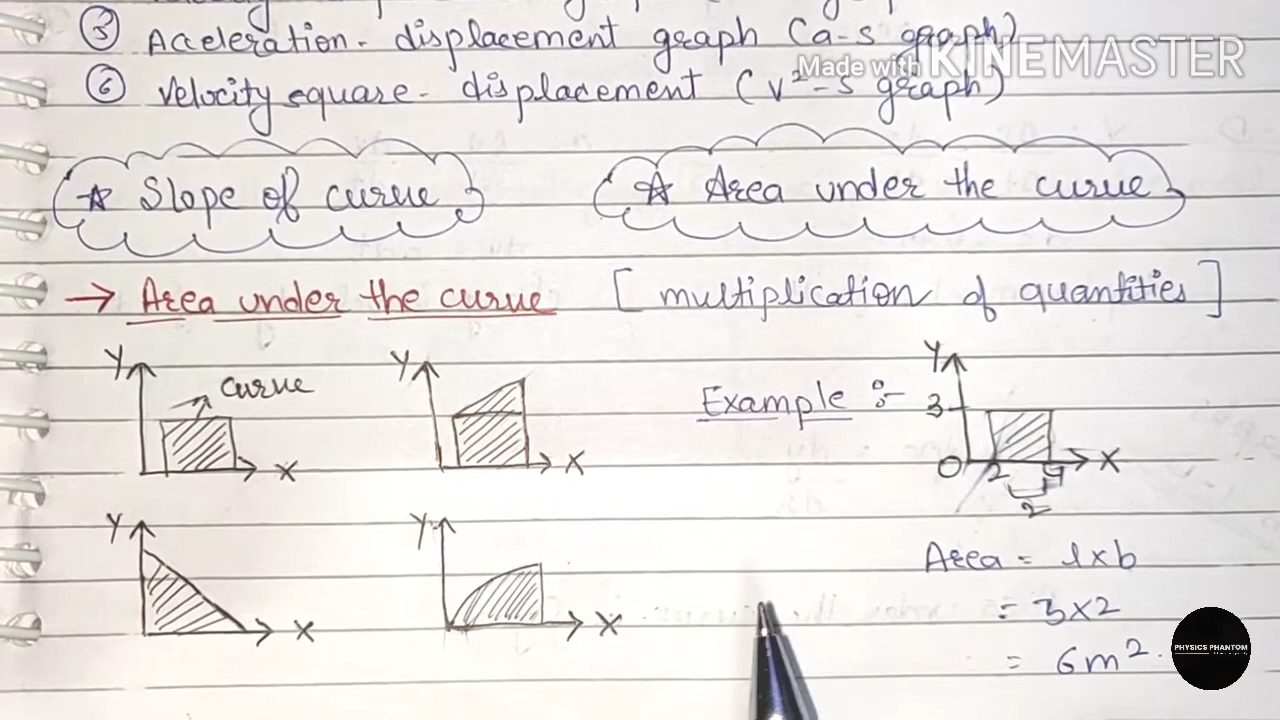 ⑤ Acceleration - displacement graph (a-s graph)
Made with KINEMASTER
⑥ Velocity square - displacement (v²-s graph)
☆ Slope of curve
☆ Area under the curve
→ Area under the curve [multiplication of quantities]
Y
curve
X
Y
X
Example :-
Y
3
O 2 4 X
2
Y
X
Y
X
Area = l×b
= 3×2
= 6m².
PHYSICS PHANTOM